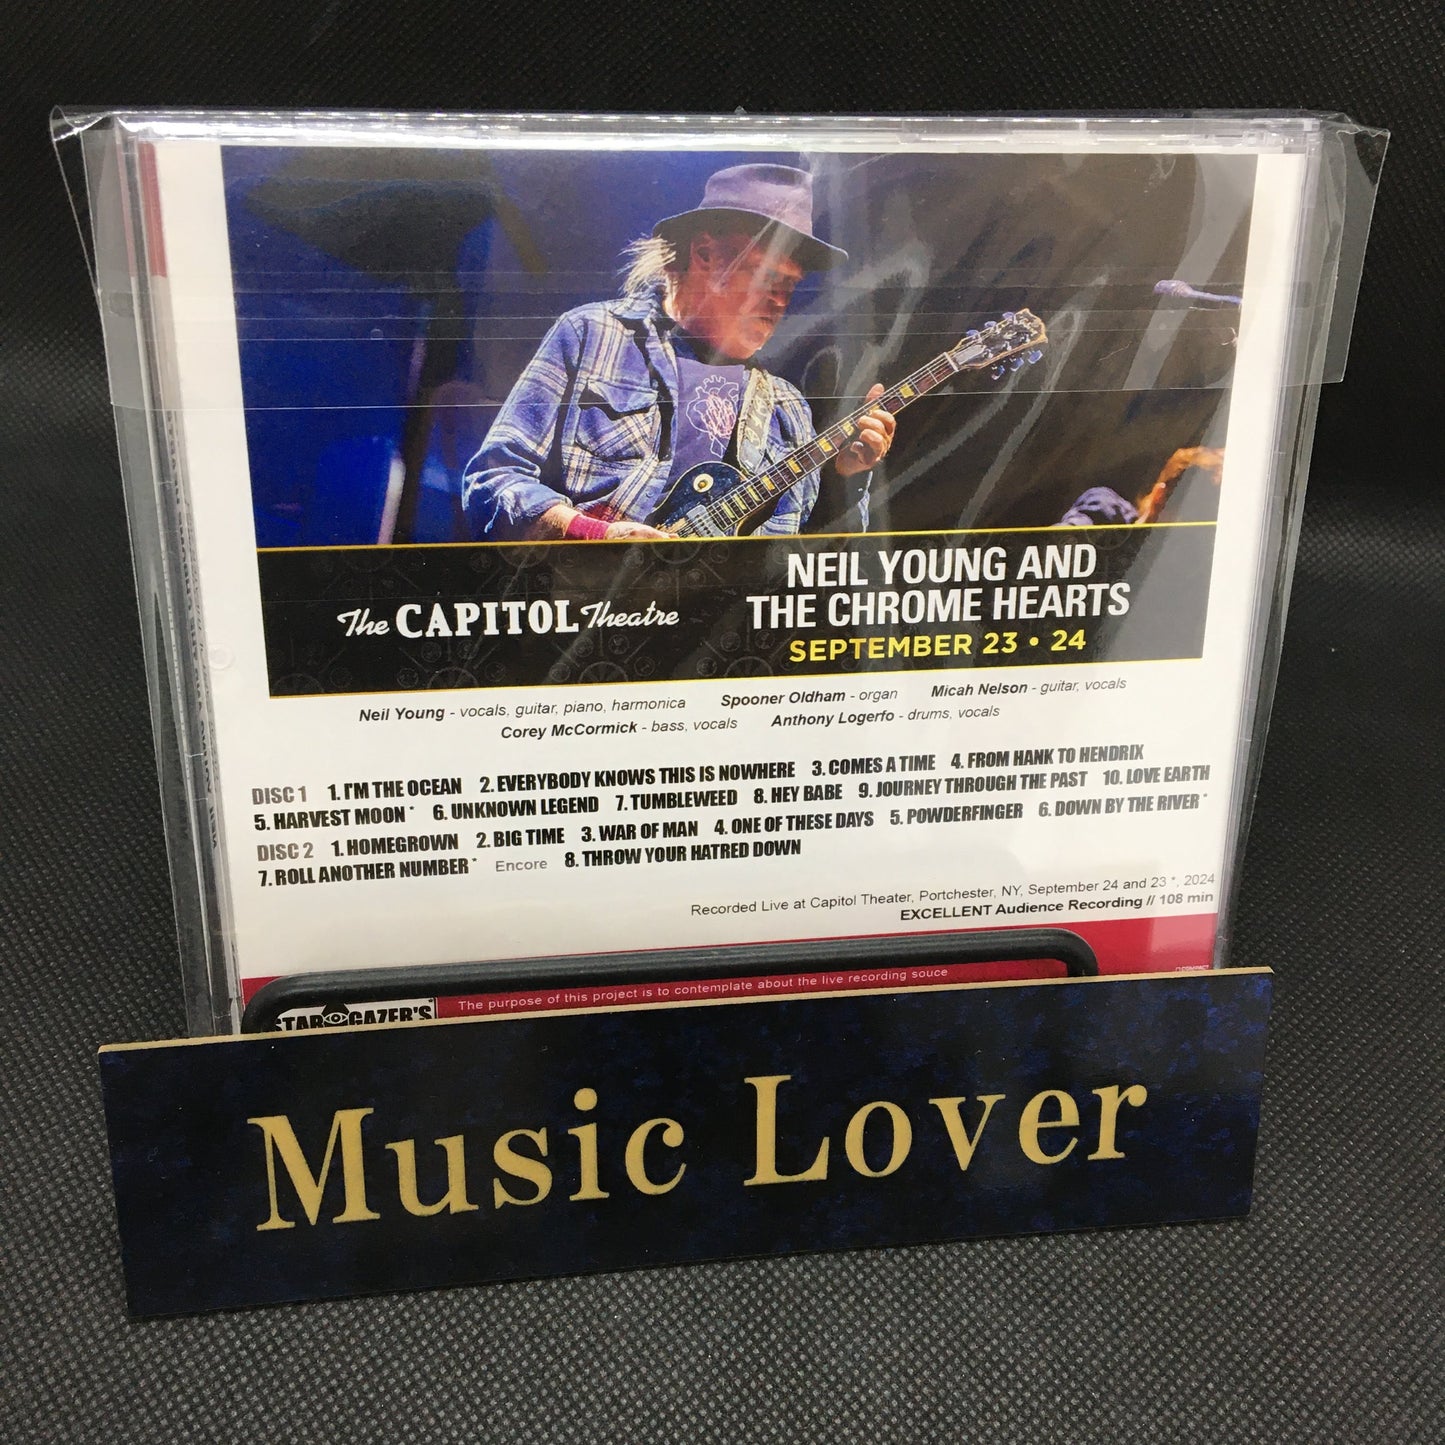 The CAPITOL Theatre
NEIL YOUNG AND
THE CHROME HEARTS
SEPTEMBER 23 • 24
Neil Young - vocals, guitar, piano, harmonica Spooner Oldham - organ Micah Nelson - guitar, vocals
Corey McCormick - bass, vocals Anthony Logerfo - drums, vocals
DISC 1 1. I'M THE OCEAN 2. EVERYBODY KNOWS THIS IS NOWHERE 3. COMES A TIME 4. FROM HANK TO HENDRIX
5. HARVEST MOON * 6. UNKNOWN LEGEND 7. TUMBLEWEED 8. HEY BABE 9. JOURNEY THROUGH THE PAST 10. LOVE EARTH
DISC 2 1. HOMEGROWN 2. BIG TIME 3. WAR OF MAN 4. ONE OF THESE DAYS 5. POWDERFINGER 6. DOWN BY THE RIVER *
7. ROLL ANOTHER NUMBER * Encore 8. THROW YOUR HATRED DOWN
Recorded Live at Capitol Theater, Portchester, NY, September 24 and 23 *, 2024
EXCELLENT Audience Recording // 108 min
COMPACT
STAR GAZER'S
The purpose of this project is to contemplate about the live recording souce
Music Lover